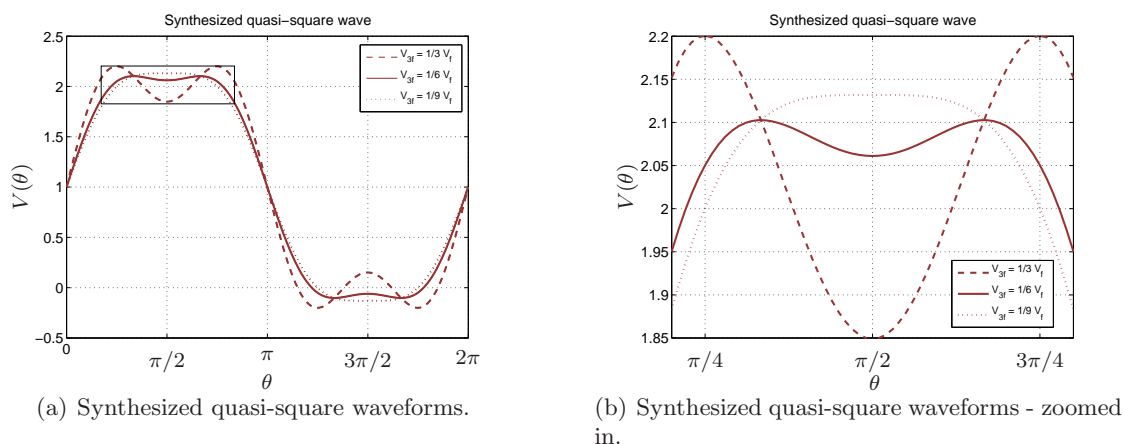 Synthesized quasi−square wave
2.5
2
1.5
1
0.5
0
−0.5
V(θ)
V3f = 1/3 Vf
V3f = 1/6 Vf
V3f = 1/9 Vf
0
π/2
π
3π/2
2π
θ
(a) Synthesized quasi-square waveforms.
Synthesized quasi−square wave
2.2
2.15
2.1
2.05
2
1.95
1.9
1.85
V(θ)
V3f = 1/3 Vf
V3f = 1/6 Vf
V3f = 1/9 Vf
π/4
π/2
3π/4
θ
(b) Synthesized quasi-square waveforms - zoomed
in.